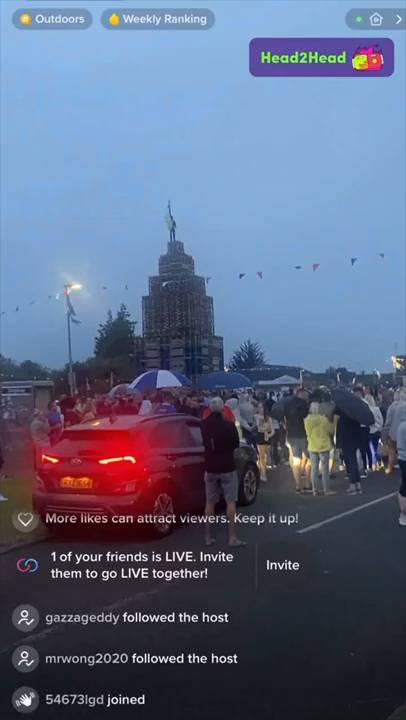 Outdoors
Weekly Ranking
Head2Head
More likes can attract viewers. Keep it up!
1 of your friends is LIVE. Invite
them to go LIVE together!
Invite
gazzageddy followed the host
mrwong2020 followed the host
54673lgd joined